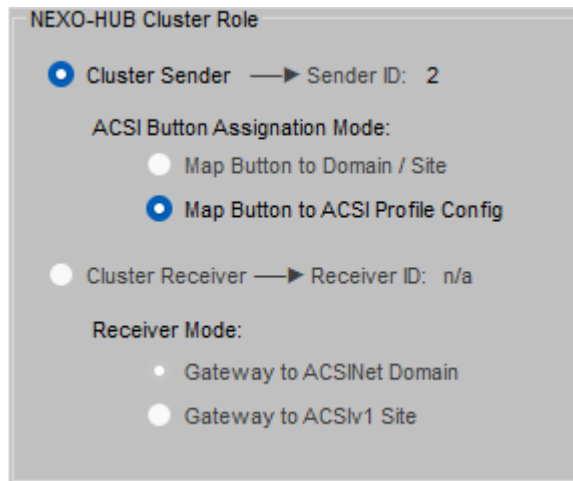 NEXO-HUB Cluster Role
Cluster Sender Sender ID: 2
ACSI Button Assignation Mode:
Map Button to Domain / Site
Map Button to ACSI Profile Config
Cluster Receiver Receiver ID: n/a
Receiver Mode:
Gateway to ACSINet Domain
Gateway to ACSIv1 Site